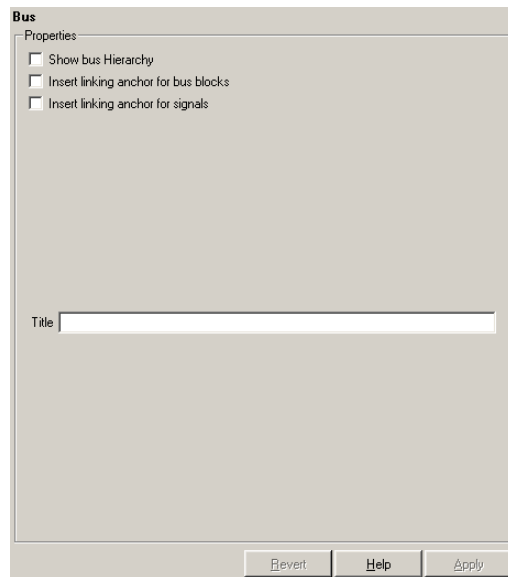 Bus
Properties
Show bus Hierarchy
Insert linking anchor for bus blocks
Insert linking anchor for signals
Title
Revert Help Apply